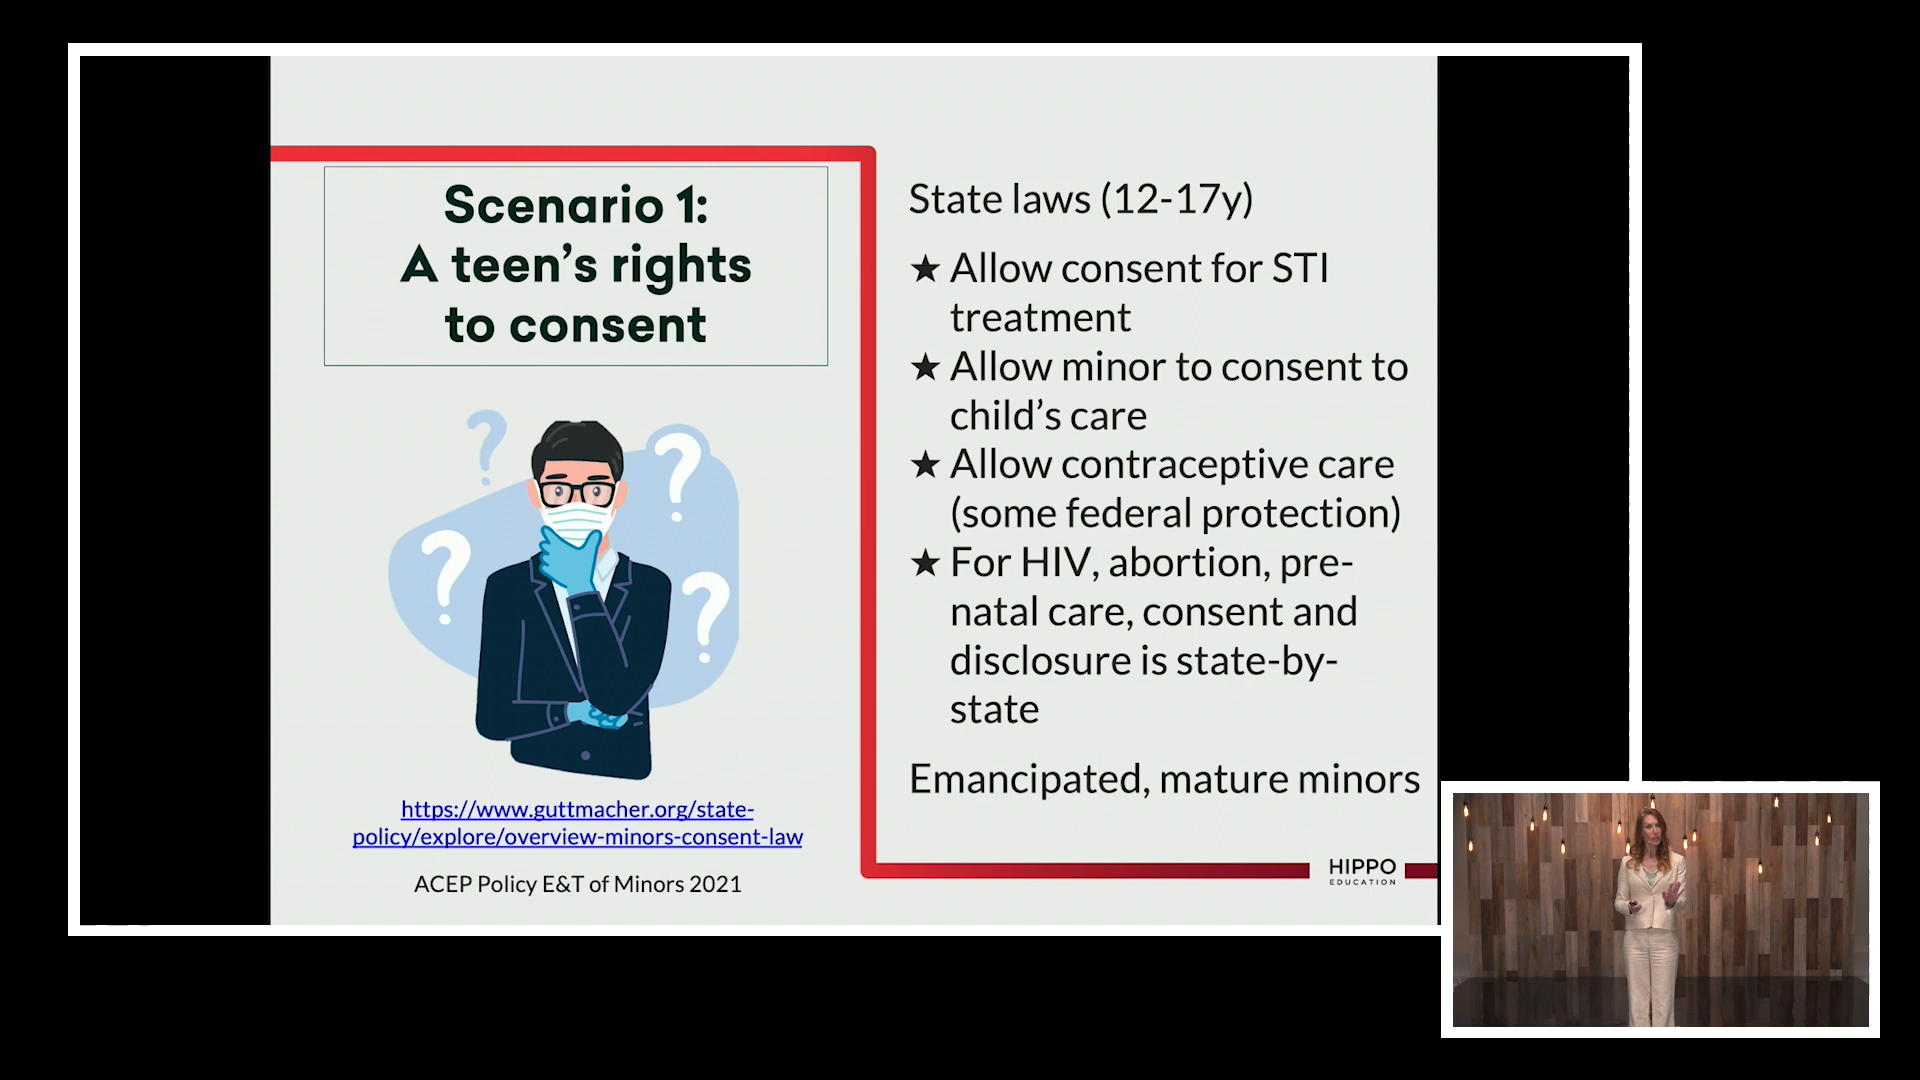 Scenario 1:
A teen’s rights
to consent
https://www.guttmacher.org/state-
policy/explore/overview-minors-consent-law
ACEP Policy E&T of Minors 2021
State laws (12-17y)
★ Allow consent for STI
treatment
★ Allow minor to consent to
child’s care
★ Allow contraceptive care
(some federal protection)
★ For HIV, abortion, pre-
natal care, consent and
disclosure is state-by-
state
Emancipated, mature minors
HIPPO
EDUCATION